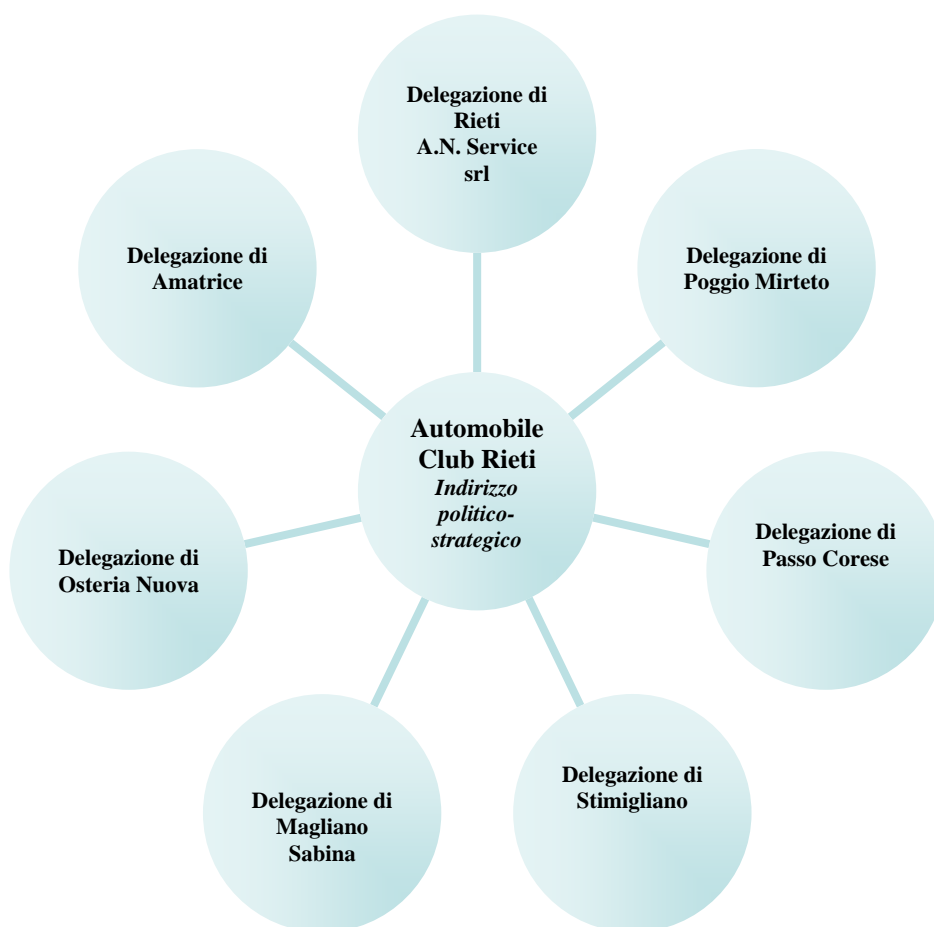 Delegazione di
Rieti
A.N. Service
srl
Delegazione di
Amatrice
Delegazione di
Poggio Mirteto
Automobile
Club Rieti
Indirizzo
politico-
strategico
Delegazione di
Osteria Nuova
Delegazione di
Passo Corese
Delegazione di
Magliano
Sabina
Delegazione di
Stimigliano